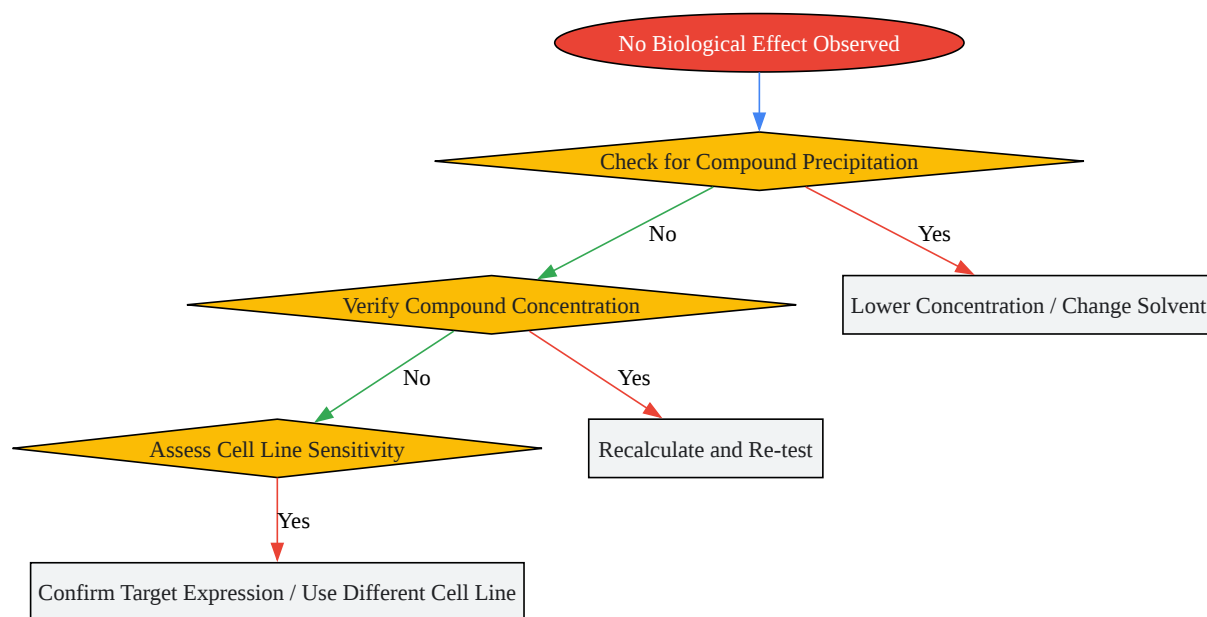 No Biological Effect Observed
Check for Compound Precipitation
No
Yes
Verify Compound Concentration
Lower Concentration / Change Solvent
No
Yes
Assess Cell Line Sensitivity
Recalculate and Re-test
Yes
Confirm Target Expression / Use Different Cell Line